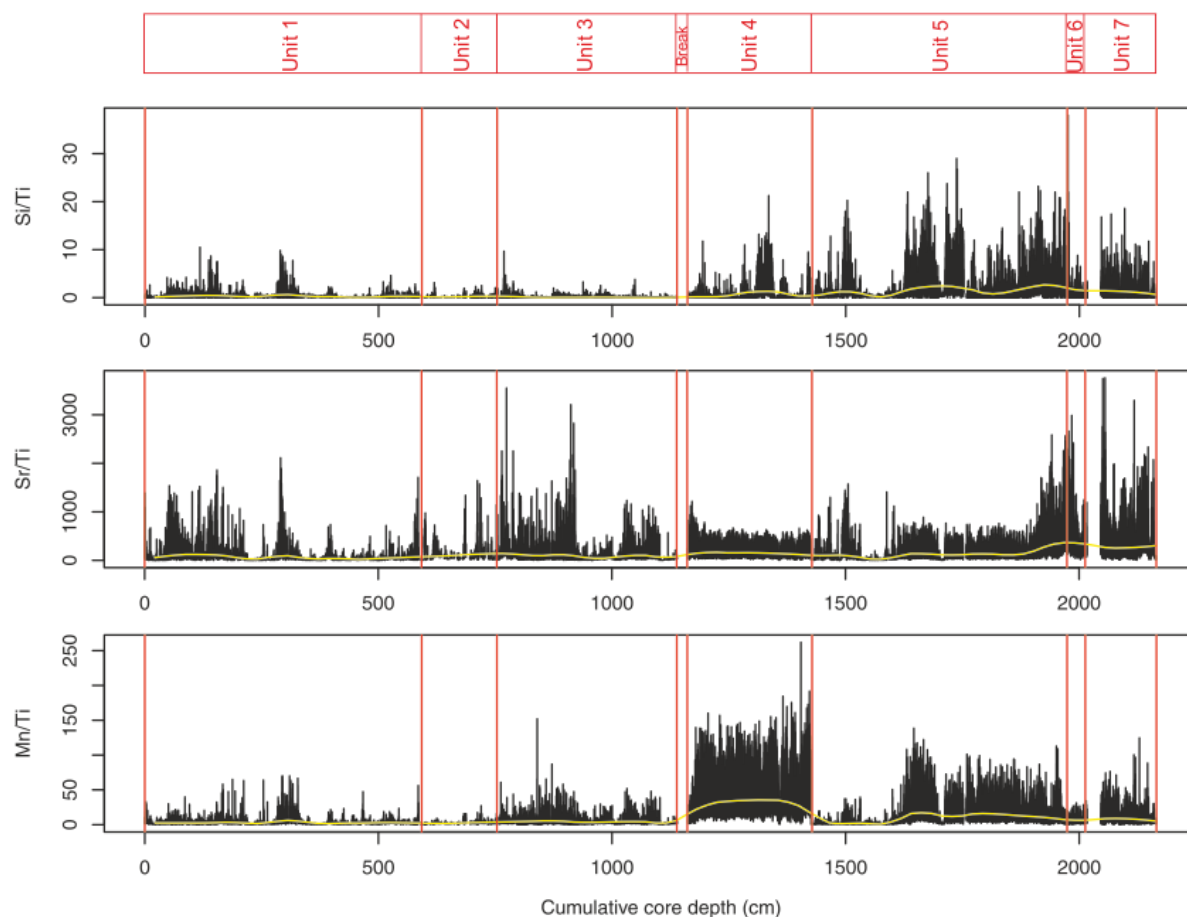 Unit 1
Unit 2
Unit 3
Break
Unit 4
Unit 5
Unit 6
Unit 7
Si/Ti
30
20
10
0
0 500 1000 1500 2000
Sr/Ti
3000
1000
0
0 500 1000 1500 2000
Mn/Ti
250
150
50
0
0 500 1000 1500 2000
Cumulative core depth (cm)